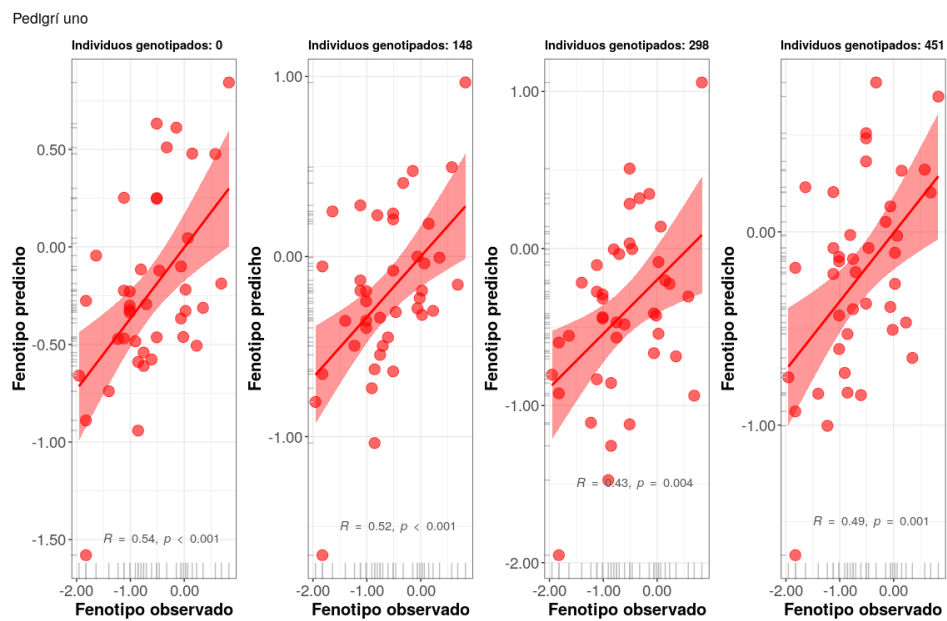 Pedigrí uno
Individuos genotipados: 0
Individuos genotipados: 148
Individuos genotipados: 298
Individuos genotipados: 451
Fenotipo predicho
0.50
0.00
-0.50
-1.00
-1.50
R = 0.54, p < 0.001
-2.00
-1.00
0.00
Fenotipo observado
Fenotipo predicho
1.00
0.00
-1.00
R = 0.52, p < 0.001
-2.00
-1.00
0.00
Fenotipo observado
Fenotipo predicho
1.00
0.00
-1.00
-2.00
R = 0.43, p = 0.004
-2.00
-1.00
0.00
Fenotipo observado
Fenotipo predicho
0.00
-1.00
R = 0.49, p = 0.001
-2.00
-1.00
0.00
Fenotipo observado